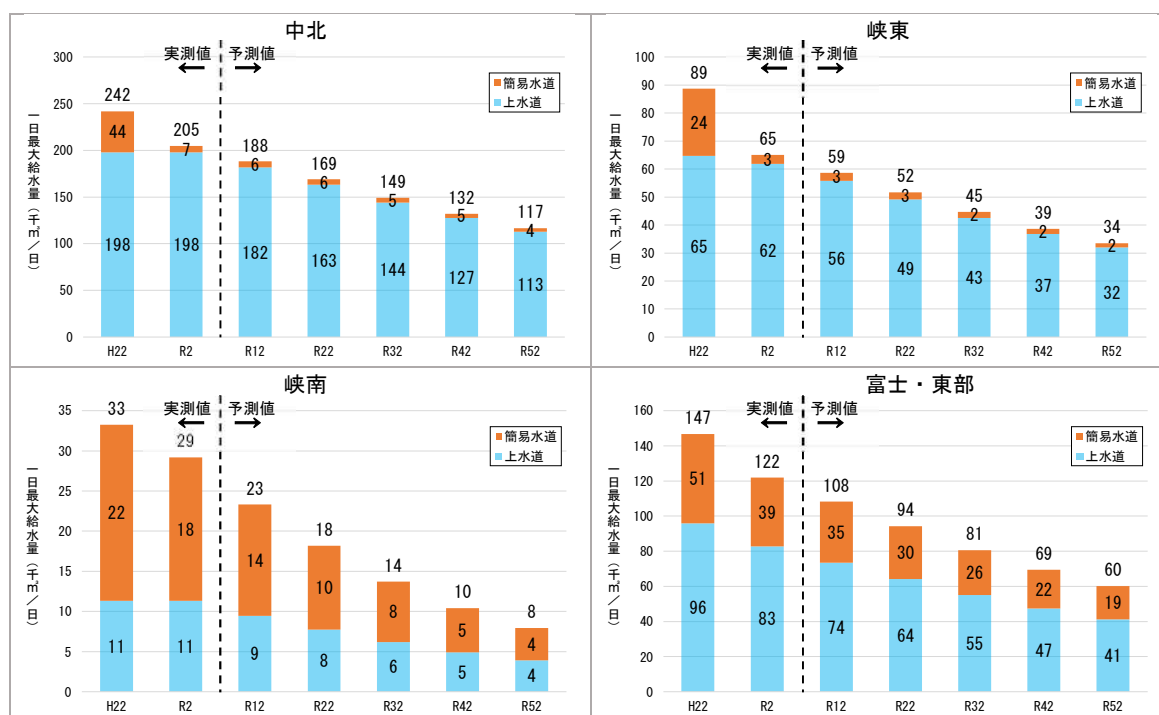 中北
実測値 予測値
← →
簡易水道
上水道
一日最大給水量（千㎥／日）
300
250
200
150
100
50
0
242 205 188 169 149 132 117
44 7 6 6 5 5 4
198 198 182 163 144 127 113
H22 R2 R12 R22 R32 R42 R52
峡東
実測値 予測値
← →
簡易水道
上水道
一日最大給水量（千㎥／日）
100
90
80
70
60
50
40
30
20
10
0
89 65 59 52 45 39 34
24 3 3 3 2 2 2
65 62 56 49 43 37 32
H22 R2 R12 R22 R32 R42 R52
峡南
実測値 予測値
← →
簡易水道
上水道
一日最大給水量（千㎥／日）
35
30
25
20
15
10
5
0
33 29 23 18 14 10 8
22 18 14 10 8 5 4
11 11 9 8 6 5 4
H22 R2 R12 R22 R32 R42 R52
富士・東部
実測値 予測値
← →
簡易水道
上水道
一日最大給水量（千㎥／日）
160
140
120
100
80
60
40
20
0
147 122 108 94 81 69 60
51 39 35 30 26 22 19
96 83 74 64 55 47 41
H22 R2 R12 R22 R32 R42 R52